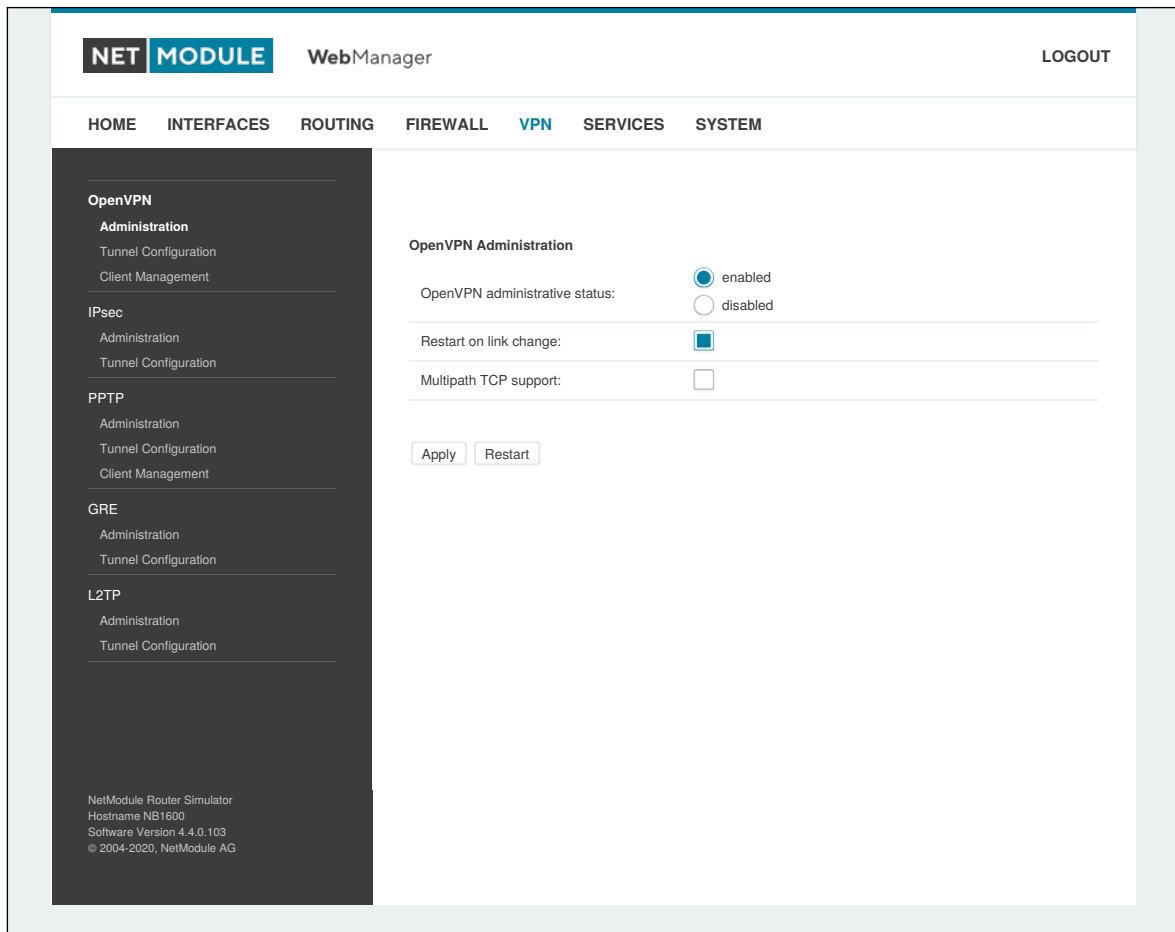 NET MODULE WebManager LOGOUT
HOME INTERFACES ROUTING FIREWALL VPN SERVICES SYSTEM
OpenVPN
Administration
Tunnel Configuration
Client Management
IPsec
Administration
Tunnel Configuration
PPTP
Administration
Tunnel Configuration
Client Management
GRE
Administration
Tunnel Configuration
L2TP
Administration
Tunnel Configuration
NetModule Router Simulator
Hostname NB1600
Software Version 4.4.0.103
© 2004-2020, NetModule AG
OpenVPN Administration
OpenVPN administrative status:
enabled
disabled
Restart on link change:
Multipath TCP support:
Apply Restart